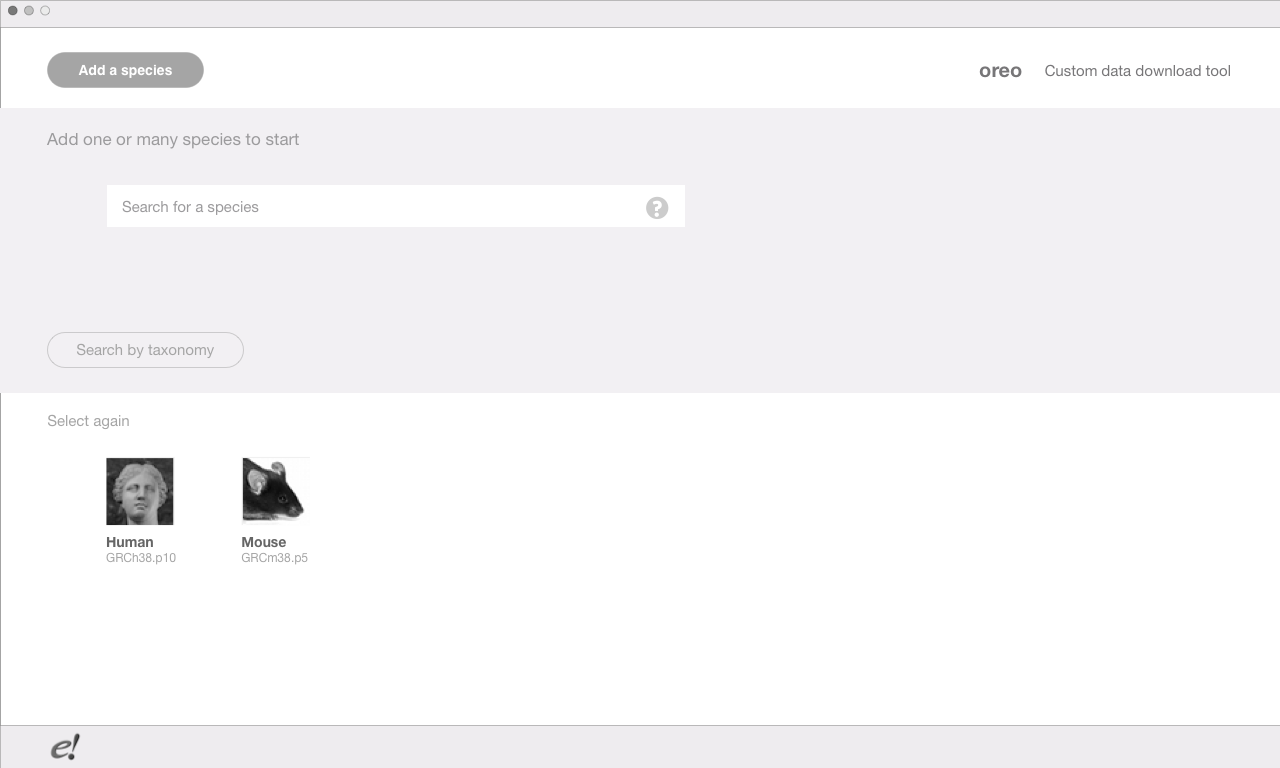 Add a species
oreo Custom data download tool
Add one or many species to start
Search for a species ?
Search by taxonomy
Select again
Human Mouse
GRCh38.p10 GRCm38.p5
e!